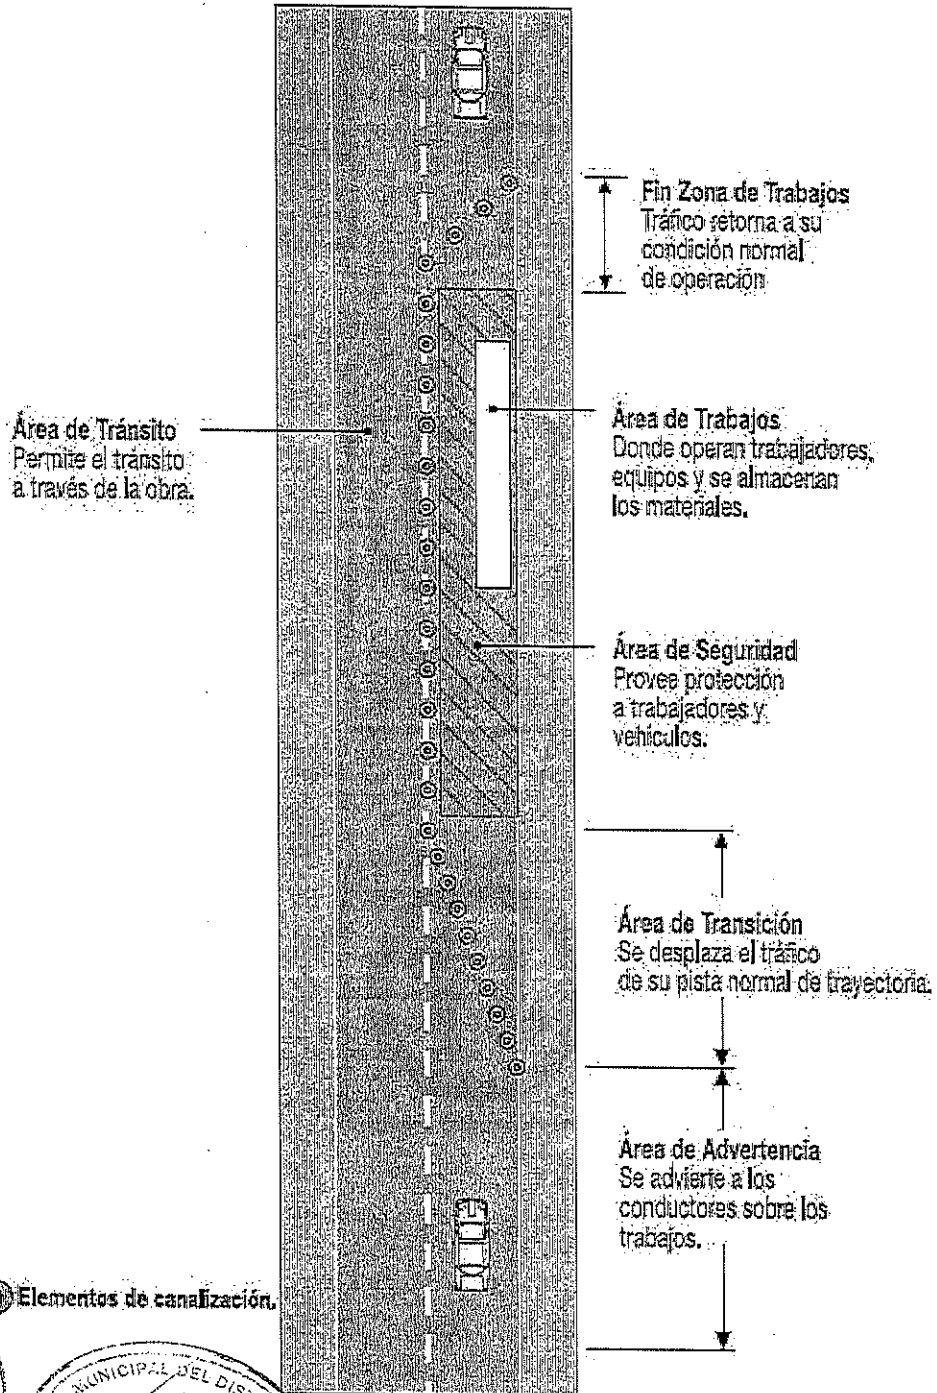 Fin Zona de Trabajos
Tráfico retorna a su
condición normal
de operación
Área de Tránsito
Permite el tránsito
a través de la obra.
Área de Trabajos
Donde operan trabajadores,
equipos y se almacenan
los materiales.
Área de Seguridad
Provee protección
a trabajadores y
vehículos.
Área de Transición
Se desplaza el tráfico
de su pista normal de trayectoria.
Área de Advertencia
Se advierte a los
conductores sobre los
trabajos.
Elementos de canalización.
MUNICIPAL DEL DIS